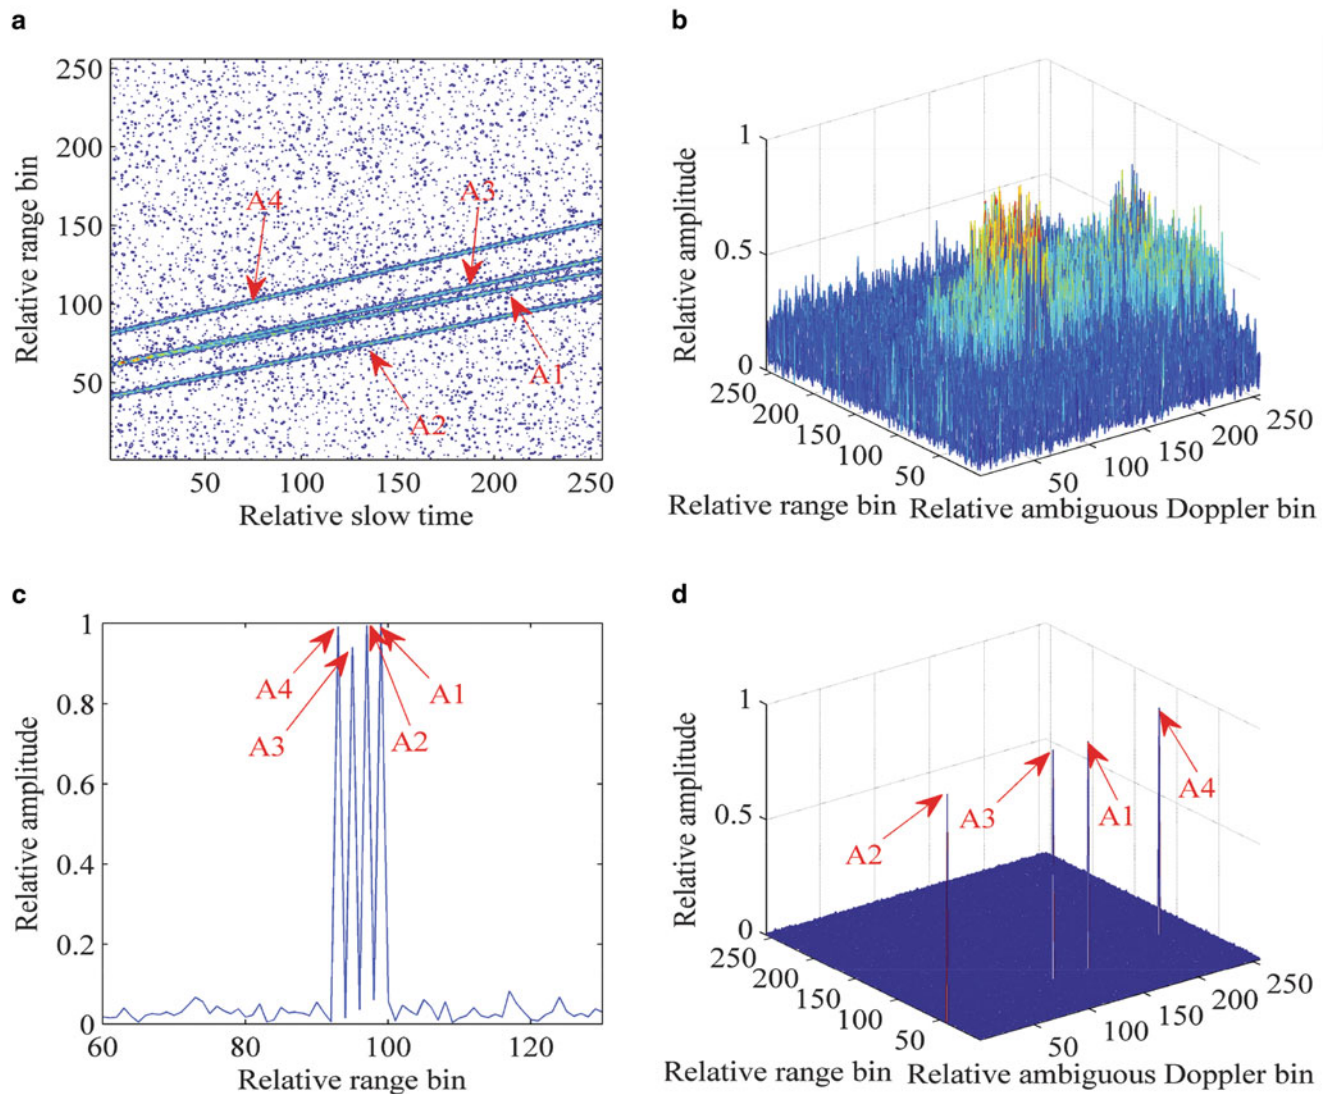 a
250
200
150
100
50
A4
A3
A1
A2
50
100
150
200
250
Relative slow time
Relative range bin
b
1
0.5
0
Relative amplitude
250
200
150
100
50
50
100
150
200
250
Relative range bin
Relative ambiguous Doppler bin
c
1
0.8
0.6
0.4
0.2
0
A4
A3
A1
A2
60
80
100
120
Relative range bin
Relative amplitude
d
1
0.5
0
Relative amplitude
A2
A3
A1
A4
250
200
150
100
50
50
100
150
200
250
Relative range bin
Relative ambiguous Doppler bin